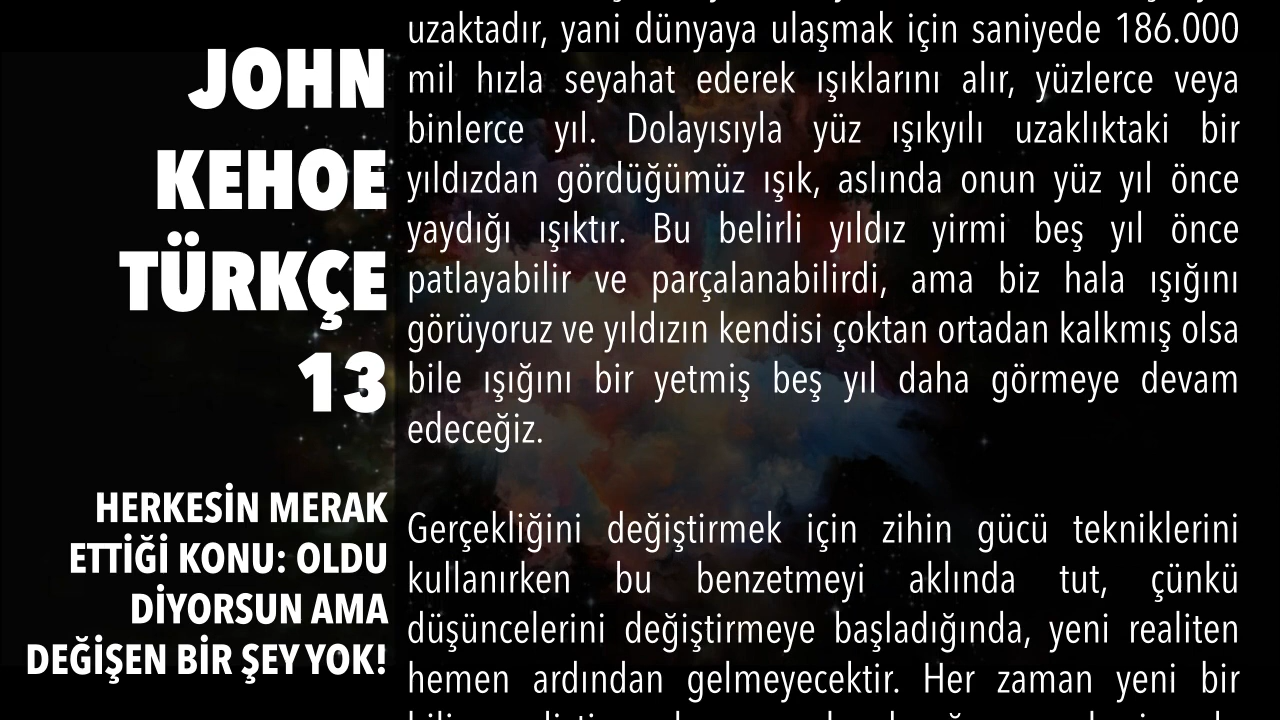 JOHN
KEHOE
TÜRKÇE
13
HERKESİN MERAK
ETTİĞİ KONU: OLDU
DİYORSUN AMA
DEĞİŞEN BİR ŞEY YOK!
uzaktadır, yani dünyaya ulaşmak için saniyede 186.000
mil hızla seyahat ederek ışıklarını alır, yüzlerce veya
binlerce yıl. Dolayısıyla yüz ışıkyılı uzaklıktaki bir
yıldızdan gördüğümüz ışık, aslında onun yüz yıl önce
yaydığı ışıktır. Bu belirli yıldız yirmi beş yıl önce
patlayabilir ve parçalanabilirdi, ama biz hala ışığını
görüyoruz ve yıldızın kendisi çoktan ortadan kalkmış olsa
bile ışığını bir yetmiş beş yıl daha görmeye devam
edeceğiz.
Gerçekliğini değiştirmek için zihin gücü tekniklerini
kullanırken bu benzetmeyi aklında tut, çünkü
düşüncelerini değiştirmeye başladığında, yeni realiten
hemen ardından gelmeyecektir. Her zaman yeni bir